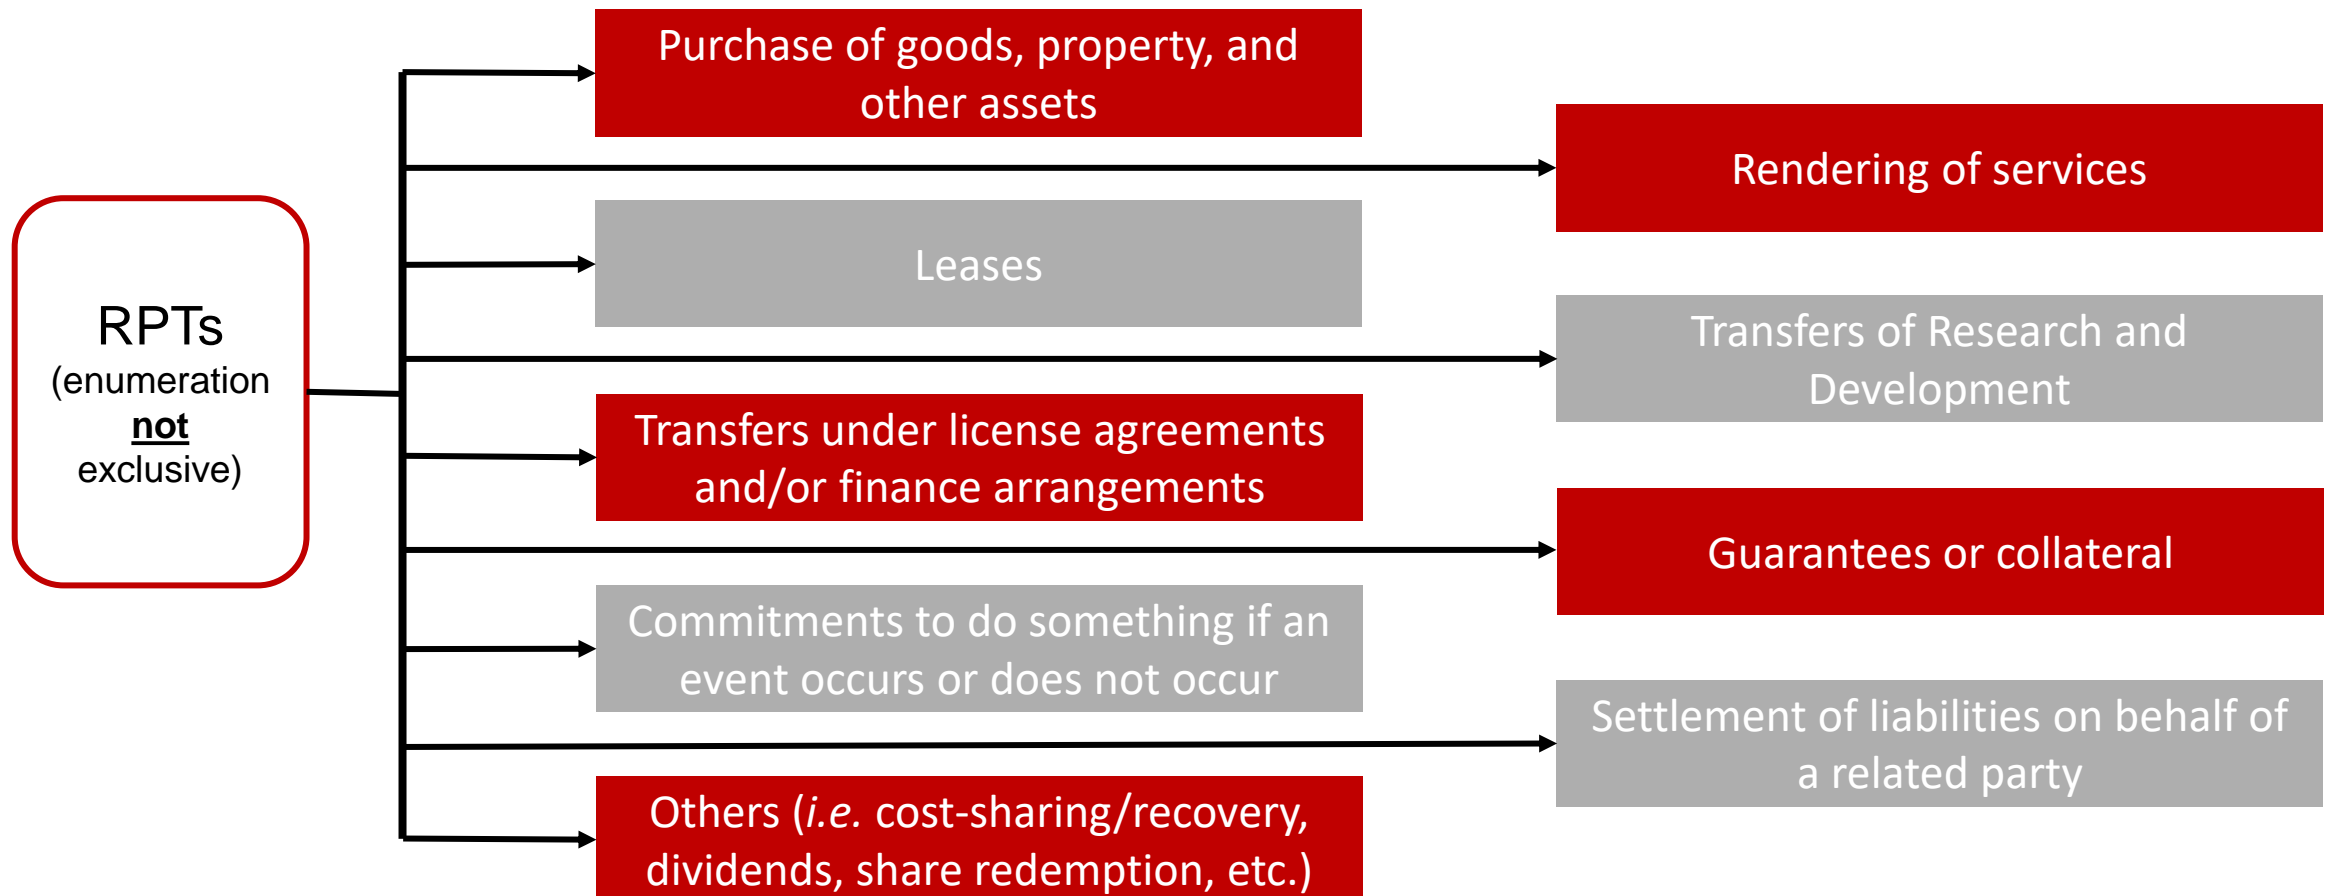 RPTs
(enumeration
not
exclusive)
Purchase of goods, property, and
other assets
Rendering of services
Leases
Transfers of Research and
Development
Transfers under license agreements
and/or finance arrangements
Guarantees or collateral
Commitments to do something if an
event occurs or does not occur
Settlement of liabilities on behalf of
a related party
Others (i.e. cost-sharing/recovery,
dividends, share redemption, etc.)